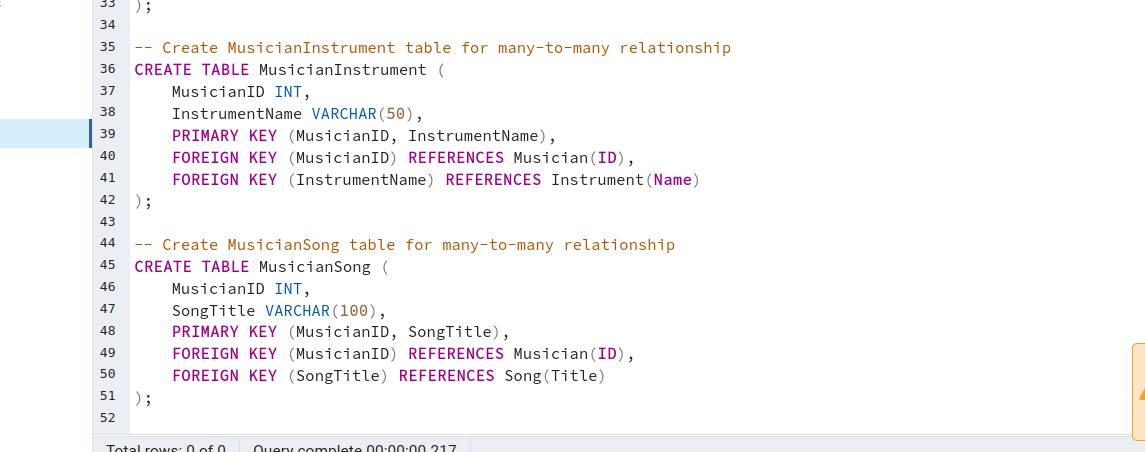 33 );
34
35 -- Create MusicianInstrument table for many-to-many relationship
36 CREATE TABLE MusicianInstrument (
37     MusicianID INT,
38     InstrumentName VARCHAR(50),
39     PRIMARY KEY (MusicianID, InstrumentName),
40     FOREIGN KEY (MusicianID) REFERENCES Musician(ID),
41     FOREIGN KEY (InstrumentName) REFERENCES Instrument(Name)
42 );
43
44 -- Create MusicianSong table for many-to-many relationship
45 CREATE TABLE MusicianSong (
46     MusicianID INT,
47     SongTitle VARCHAR(100),
48     PRIMARY KEY (MusicianID, SongTitle),
49     FOREIGN KEY (MusicianID) REFERENCES Musician(ID),
50     FOREIGN KEY (SongTitle) REFERENCES Song(Title)
51 );
52
Total rows: 0 of 0 Query complete 00:00:00.217